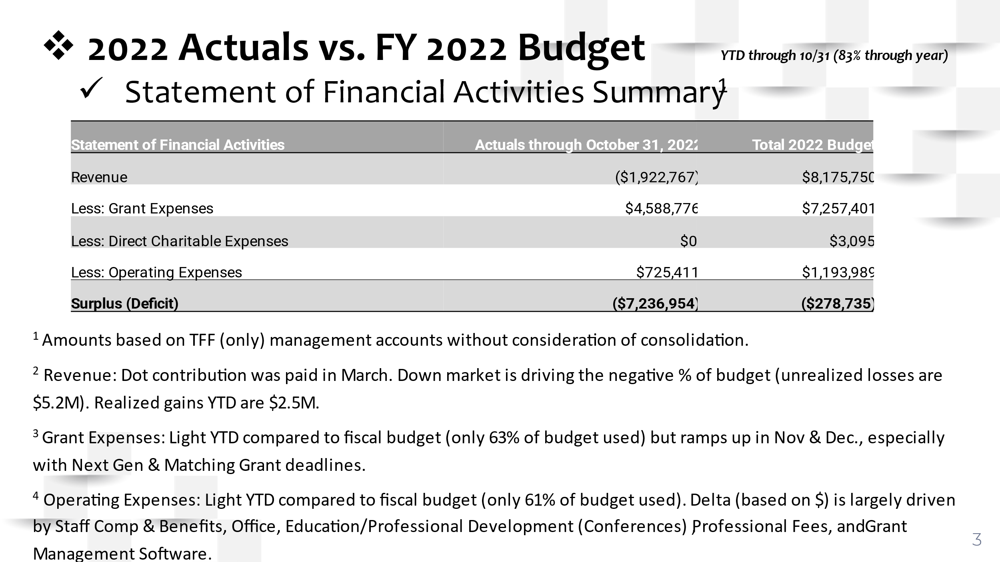 ❖ 2022 Actuals vs. FY 2022 Budget
YTD through 10/31 (83% through year)
✓ Statement of Financial Activities Summary1
Statement of Financial Activities Actuals through October 31, 2022 Total 2022 Budget
Revenue ($1,922,767) $8,175,750
Less: Grant Expenses $4,588,776 $7,257,401
Less: Direct Charitable Expenses $0 $3,095
Less: Operating Expenses $725,411 $1,193,989
Surplus (Deficit) ($7,236,954) ($278,735)
1 Amounts based on TFF (only) management accounts without consideration of consolidation.
2 Revenue: Dot contribution was paid in March. Down market is driving the negative % of budget (unrealized losses are
$5.2M). Realized gains YTD are $2.5M.
3 Grant Expenses: Light YTD compared to fiscal budget (only 63% of budget used) but ramps up in Nov & Dec., especially
with Next Gen & Matching Grant deadlines.
4 Operating Expenses: Light YTD compared to fiscal budget (only 61% of budget used). Delta (based on $) is largely driven
by Staff Comp & Benefits, Office, Education/Professional Development (Conferences) ,Professional Fees, andGrant
Management Software.
3